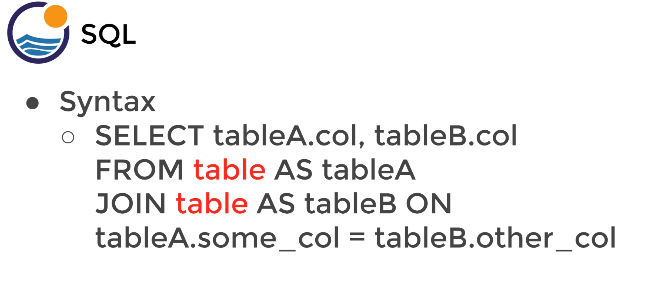 SQL
● Syntax
○ SELECT tableA.col, tableB.col
FROM table AS tableA
JOIN table AS tableB ON
tableA.some_col = tableB.other_col